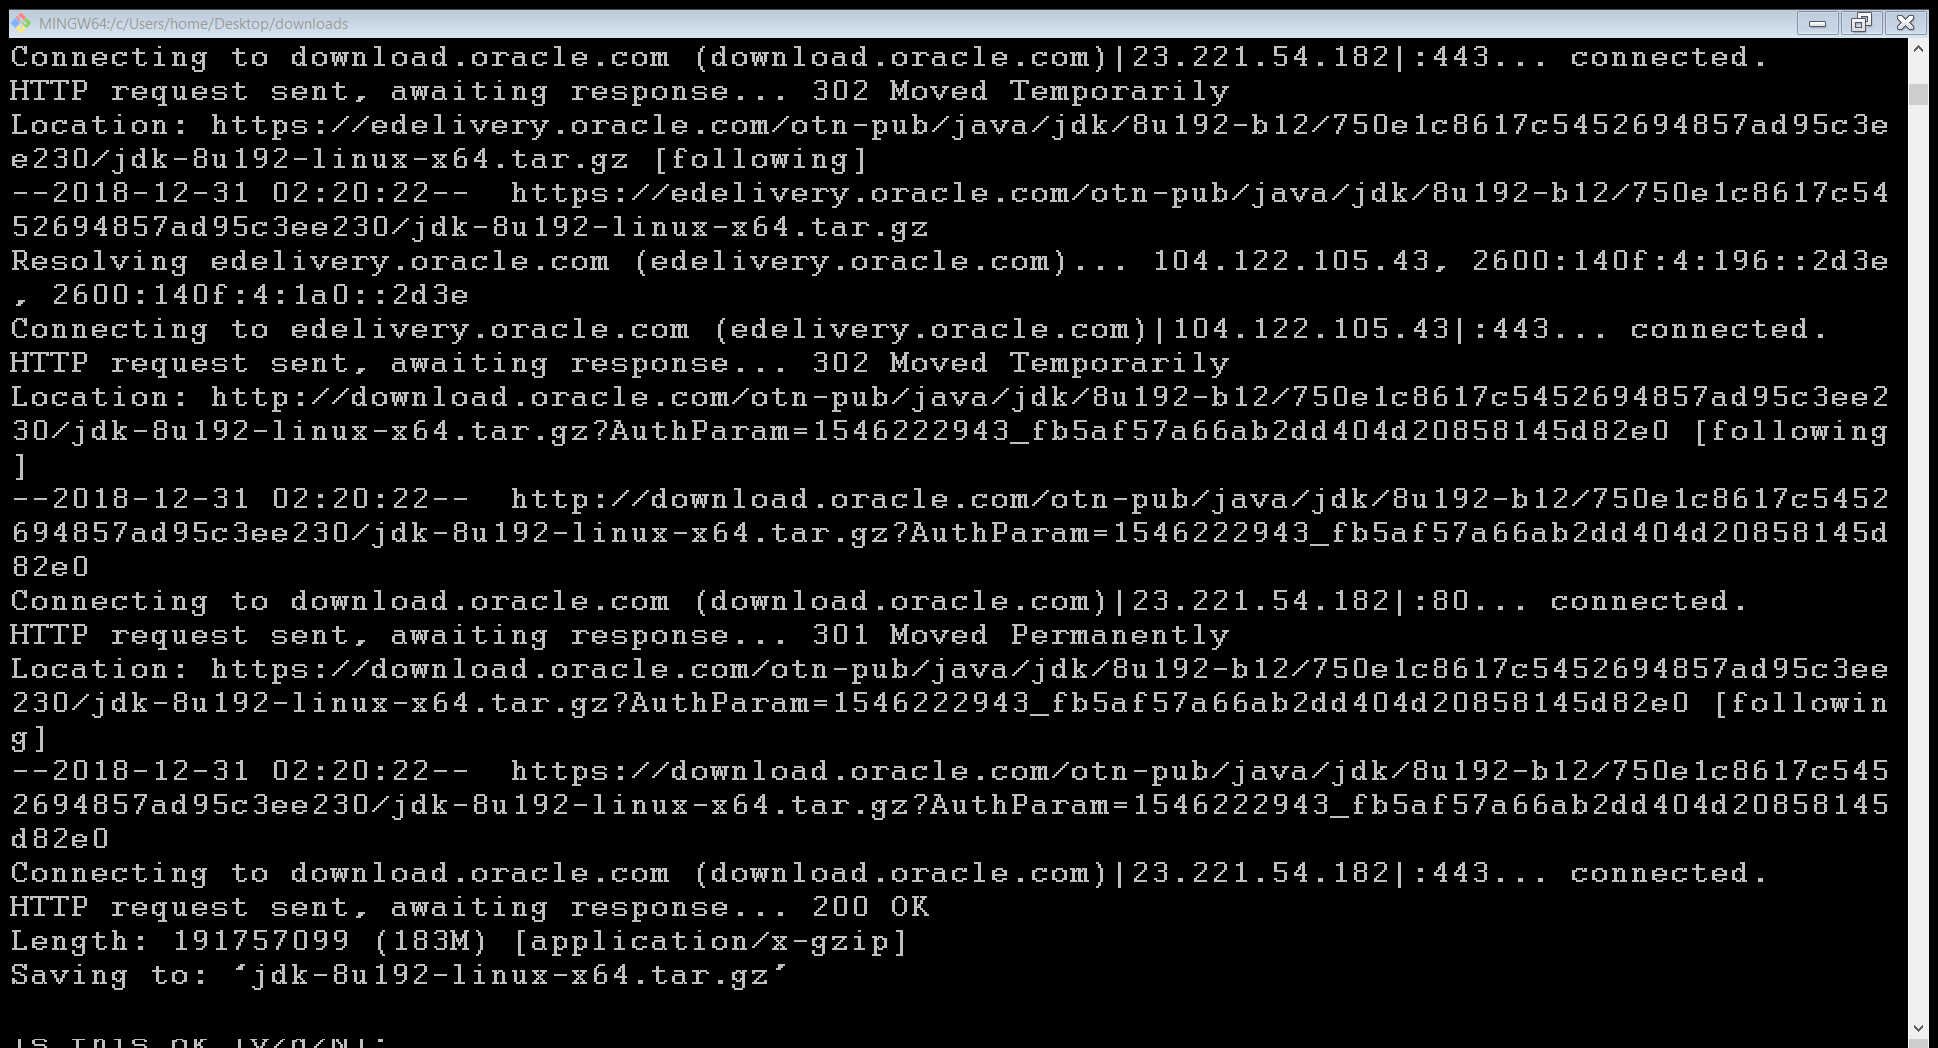 MINGW64:/c/Users/home/Desktop/downloads
Connecting to download.oracle.com (download.oracle.com)|23.221.54.182|:443... connected.
HTTP request sent, awaiting response... 302 Moved Temporarily
Location: https://edelivery.oracle.com/otn-pub/java/jdk/8u192-b12/750e1c8617c5452694857ad95c3e
e230/jdk-8u192-linux-x64.tar.gz [following]
--2018-12-31 02:20:22--  https://edelivery.oracle.com/otn-pub/java/jdk/8u192-b12/750e1c8617c54
52694857ad95c3ee230/jdk-8u192-linux-x64.tar.gz
Resolving edelivery.oracle.com (edelivery.oracle.com)... 104.122.105.43, 2600:140f:4:196::2d3e
, 2600:140f:4:1a0::2d3e
Connecting to edelivery.oracle.com (edelivery.oracle.com)|104.122.105.43|:443... connected.
HTTP request sent, awaiting response... 302 Moved Temporarily
Location: http://download.oracle.com/otn-pub/java/jdk/8u192-b12/750e1c8617c5452694857ad95c3ee2
30/jdk-8u192-linux-x64.tar.gz?AuthParam=1546222943_fb5af57a66ab2dd404d20858145d82e0 [following
]
--2018-12-31 02:20:22--  http://download.oracle.com/otn-pub/java/jdk/8u192-b12/750e1c8617c5452
694857ad95c3ee230/jdk-8u192-linux-x64.tar.gz?AuthParam=1546222943_fb5af57a66ab2dd404d20858145d
82e0
Connecting to download.oracle.com (download.oracle.com)|23.221.54.182|:80... connected.
HTTP request sent, awaiting response... 301 Moved Permanently
Location: https://download.oracle.com/otn-pub/java/jdk/8u192-b12/750e1c8617c5452694857ad95c3ee
230/jdk-8u192-linux-x64.tar.gz?AuthParam=1546222943_fb5af57a66ab2dd404d20858145d82e0 [followin
g]
--2018-12-31 02:20:22--  https://download.oracle.com/otn-pub/java/jdk/8u192-b12/750e1c8617c545
2694857ad95c3ee230/jdk-8u192-linux-x64.tar.gz?AuthParam=1546222943_fb5af57a66ab2dd404d20858145
d82e0
Connecting to download.oracle.com (download.oracle.com)|23.221.54.182|:443... connected.
HTTP request sent, awaiting response... 200 OK
Length: 191757099 (183M) [application/x-gzip]
Saving to: ‘jdk-8u192-linux-x64.tar.gz’
Is this ok [y/d/N]: